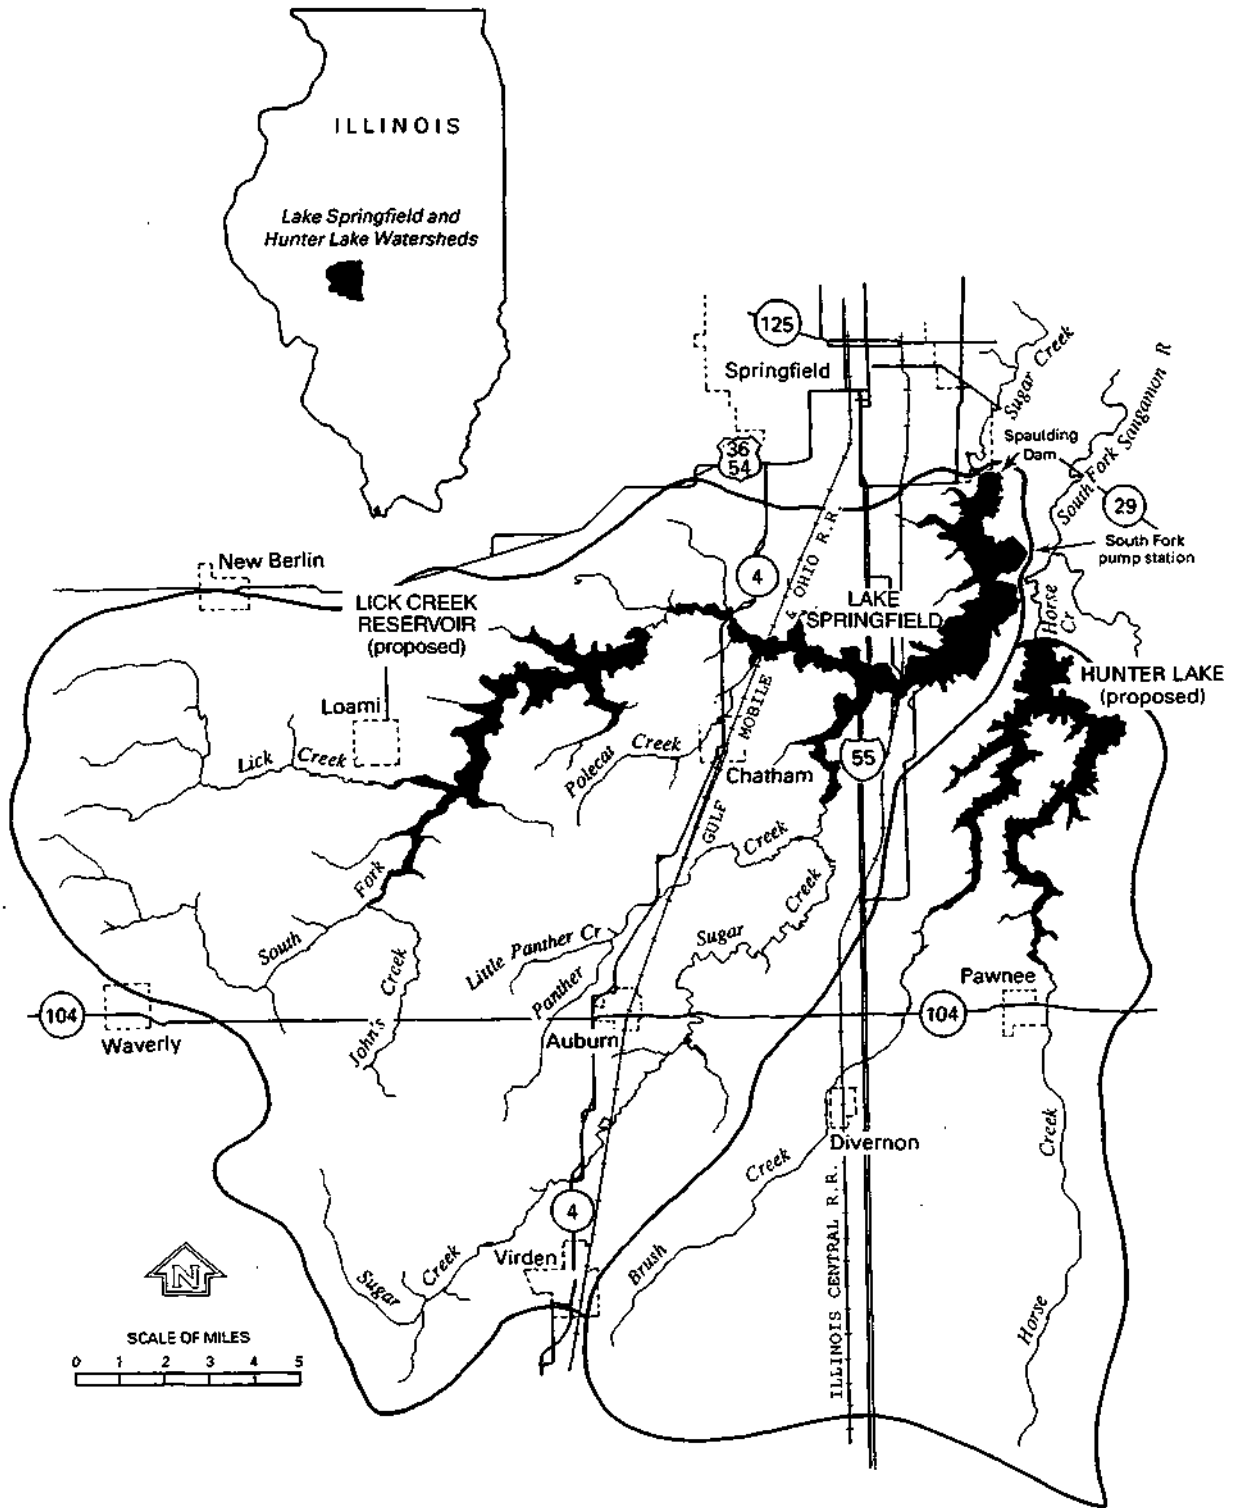 ILLINOIS
Lake Springfield and
Hunter Lake Watersheds
125
Springfield
Sugar Creek
South Fork Sangamon R
36
54
Spaulding
Dam
29
South Fork
pump station
New Berlin
4
GULF MOBILE & OHIO R.R.
LICK CREEK
RESERVOIR
(proposed)
LAKE
SPRINGFIELD
Horse
Cr
HUNTER LAKE
(proposed)
Loami
Lick Creek
Polecat Creek
Chatham
55
Creek
South Fork
Sugar Creek
Little Panther Cr
Panther
John's Creek
Pawnee
104
Waverly
Auburn
104
Divernon
Horse Creek
Brush Creek
ILLINOIS CENTRAL R.R.
4
Virden
Sugar Creek
N
SCALE OF MILES
0 1 2 3 4 5